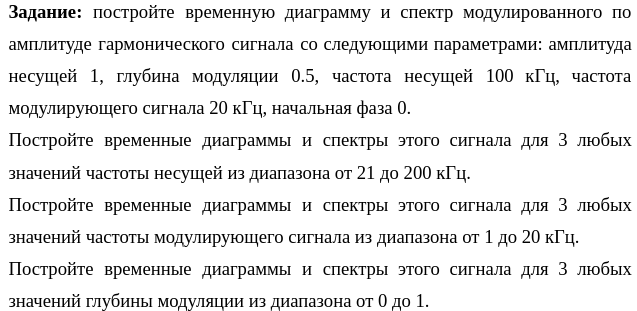 Задание: постройте временную диаграмму и спектр модулированного по
амплитуде гармонического сигнала со следующими параметрами: амплитуда
несущей 1, глубина модуляции 0.5, частота несущей 100 кГц, частота
модулирующего сигнала 20 кГц, начальная фаза 0.
Постройте временные диаграммы и спектры этого сигнала для 3 любых
значений частоты несущей из диапазона от 21 до 200 кГц.
Постройте временные диаграммы и спектры этого сигнала для 3 любых
значений частоты модулирующего сигнала из диапазона от 1 до 20 кГц.
Постройте временные диаграммы и спектры этого сигнала для 3 любых
значений глубины модуляции из диапазона от 0 до 1.